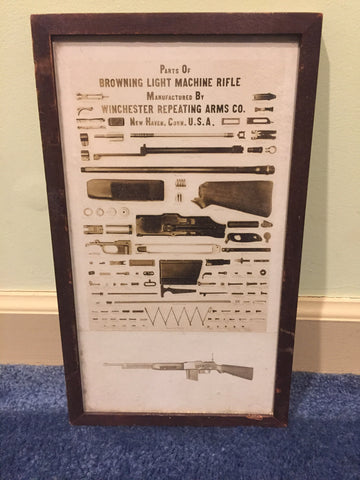 PARTS OF
BROWNING LIGHT MACHINE RIFLE
MANUFACTURED BY
WINCHESTER REPEATING ARMS CO.
NEW HAVEN, CONN. U.S.A.